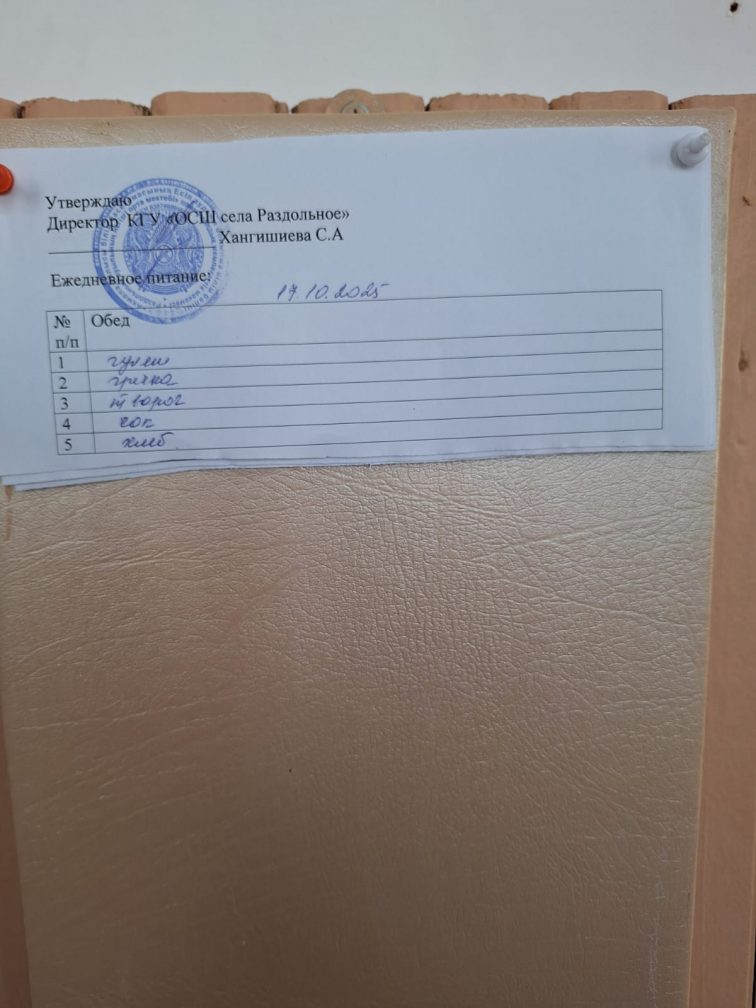 Утверждаю
Директор КГУ «ОСШ села Раздольное»
Хангишиева С.А
Ежедневное питание:
17.10.2025
№ п/п Обед
1 гуляш
2 гречка
3 творог
4 сок
5 хлеб